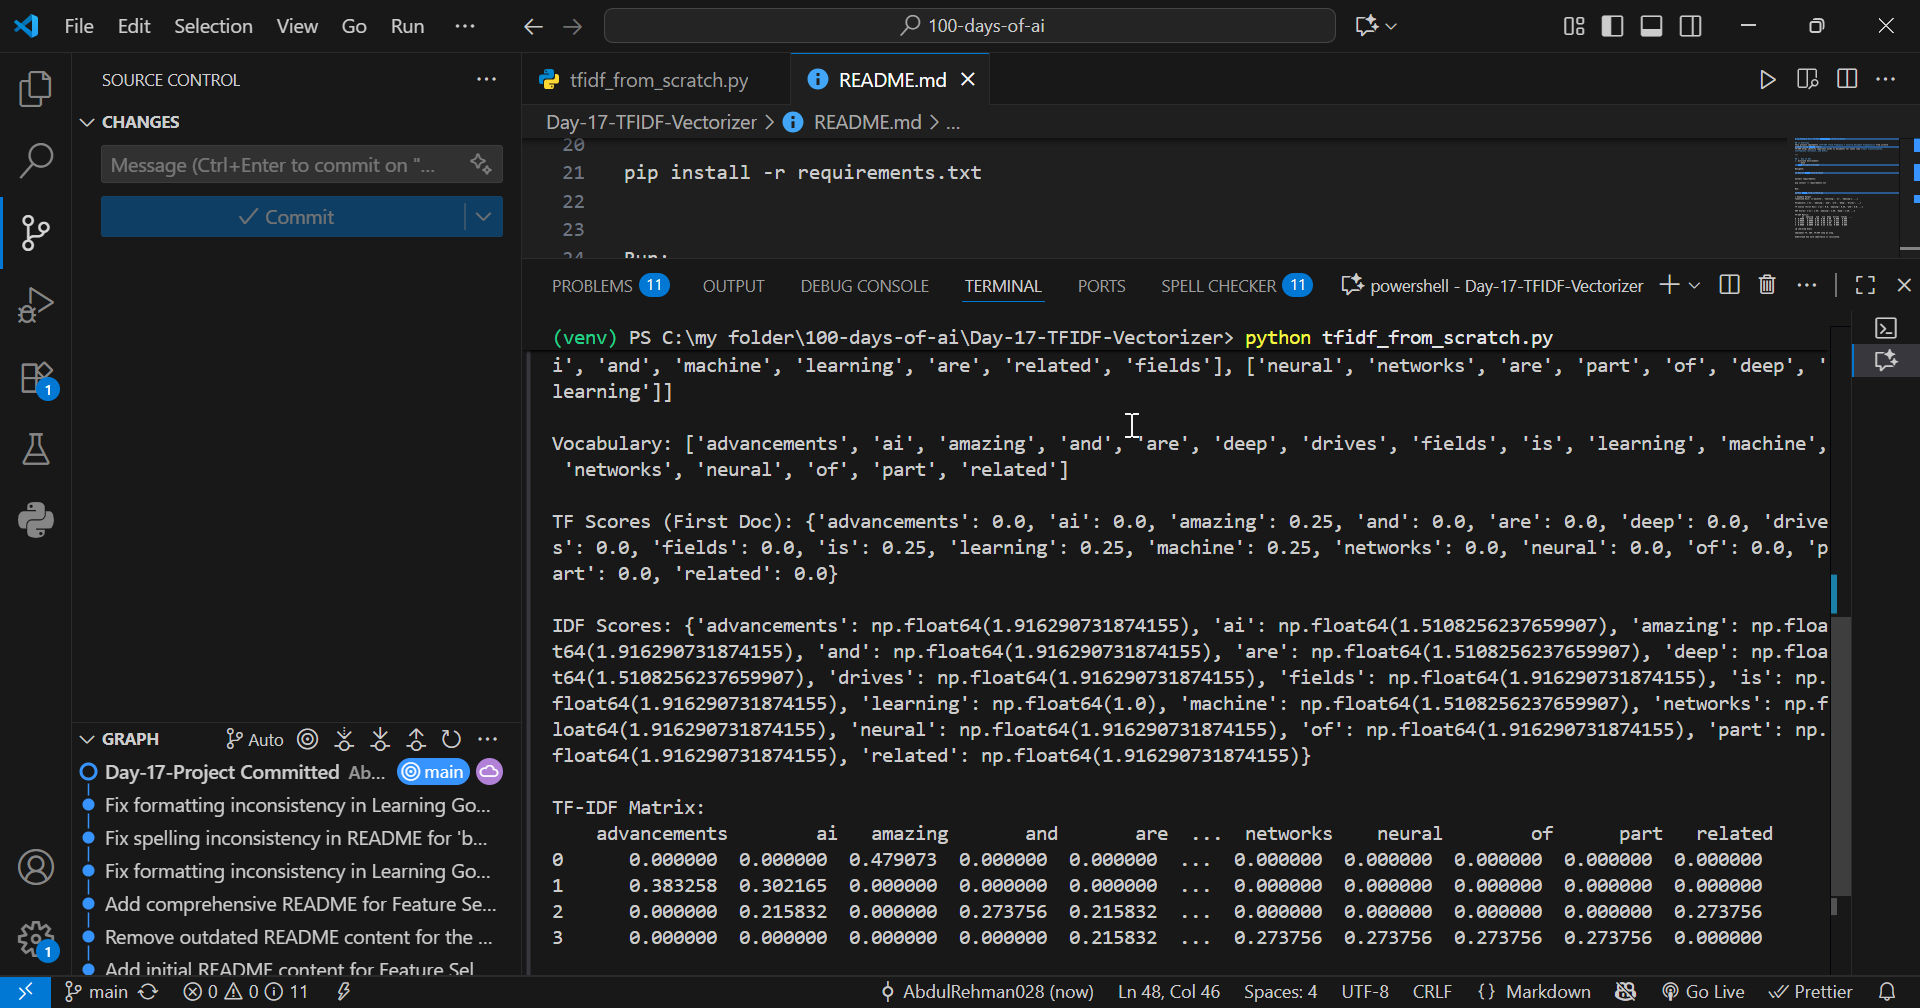 File Edit Selection View Go Run
100-days-of-ai
SOURCE CONTROL
CHANGES
Message (Ctrl+Enter to commit on "...
Commit
1
GRAPH
Auto
Day-17-Project Committed Ab... main
Fix formatting inconsistency in Learning Go...
Fix spelling inconsistency in README for 'b...
Fix formatting inconsistency in Learning Go...
Add comprehensive README for Feature Se...
Remove outdated README content for the ...
Add initial README content for Feature Sel
1
tfidf_from_scratch.py README.md
Day-17-TFIDF-Vectorizer > README.md > ...
20
21 pip install -r requirements.txt
22
23
24 Run:
PROBLEMS 11 OUTPUT DEBUG CONSOLE TERMINAL PORTS SPELL CHECKER 11 powershell - Day-17-TFIDF-Vectorizer
(venv) PS C:\my folder\100-days-of-ai\Day-17-TFIDF-Vectorizer> python tfidf_from_scratch.py
i', 'and', 'machine', 'learning', 'are', 'related', 'fields'], ['neural', 'networks', 'are', 'part', 'of', 'deep', '
learning']]
Vocabulary: ['advancements', 'ai', 'amazing', 'and', 'are', 'deep', 'drives', 'fields', 'is', 'learning', 'machine',
'networks', 'neural', 'of', 'part', 'related']
TF Scores (First Doc): {'advancements': 0.0, 'ai': 0.0, 'amazing': 0.25, 'and': 0.0, 'are': 0.0, 'deep': 0.0, 'drive
s': 0.0, 'fields': 0.0, 'is': 0.25, 'learning': 0.25, 'machine': 0.25, 'networks': 0.0, 'neural': 0.0, 'of': 0.0, 'p
art': 0.0, 'related': 0.0}
IDF Scores: {'advancements': np.float64(1.916290731874155), 'ai': np.float64(1.5108256237659907), 'amazing': np.floa
t64(1.916290731874155), 'and': np.float64(1.916290731874155), 'are': np.float64(1.5108256237659907), 'deep': np.floa
t64(1.5108256237659907), 'drives': np.float64(1.916290731874155), 'fields': np.float64(1.916290731874155), 'is': np.
float64(1.916290731874155), 'learning': np.float64(1.0), 'machine': np.float64(1.5108256237659907), 'networks': np.f
loat64(1.916290731874155), 'neural': np.float64(1.916290731874155), 'of': np.float64(1.916290731874155), 'part': np.
float64(1.916290731874155), 'related': np.float64(1.916290731874155)}
TF-IDF Matrix:
advancements ai amazing and are ... networks neural of part related
0 0.000000 0.000000 0.479073 0.000000 0.000000 ... 0.000000 0.000000 0.000000 0.000000 0.000000
1 0.383258 0.302165 0.000000 0.000000 0.000000 ... 0.000000 0.000000 0.000000 0.000000 0.000000
2 0.000000 0.215832 0.000000 0.273756 0.215832 ... 0.000000 0.000000 0.000000 0.000000 0.273756
3 0.000000 0.000000 0.000000 0.000000 0.215832 ... 0.273756 0.273756 0.273756 0.273756 0.000000
main 0 0 11 AbdulRehman028 (now) Ln 48, Col 46 Spaces: 4 UTF-8 CRLF {} Markdown Go Live Prettier